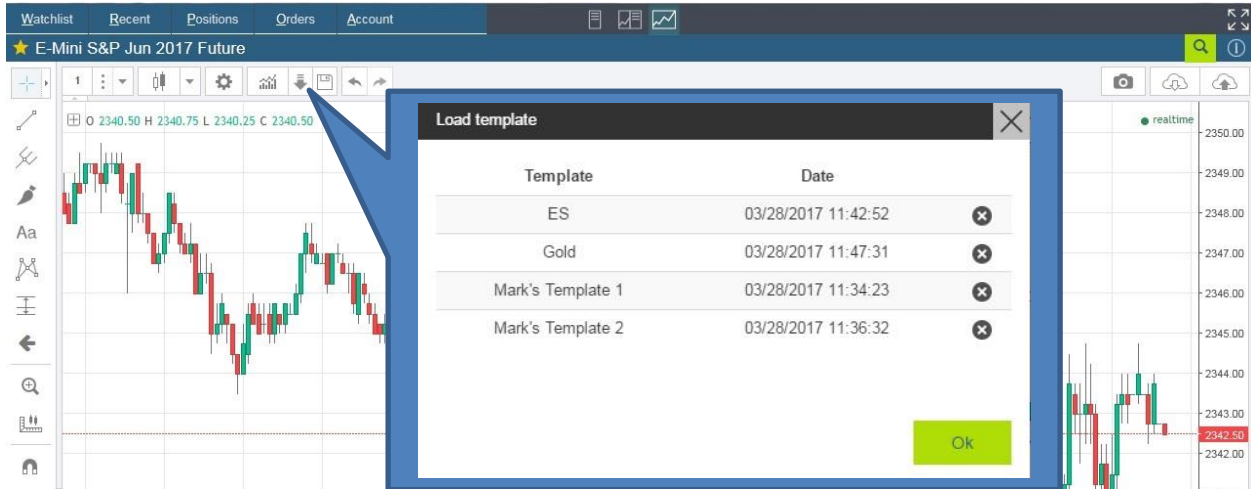 Watchlist Recent Positions Orders Account
E-Mini S&P Jun 2017 Future
1
O 2340.50 H 2340.75 L 2340.25 C 2340.50
realtime
Load template
Template Date
ES 03/28/2017 11:42:52
Gold 03/28/2017 11:47:31
Mark's Template 1 03/28/2017 11:34:23
Mark's Template 2 03/28/2017 11:36:32
Ok
Aa
2350.00
2349.00
2348.00
2347.00
2346.00
2345.00
2344.00
2343.00
2342.50
2342.00